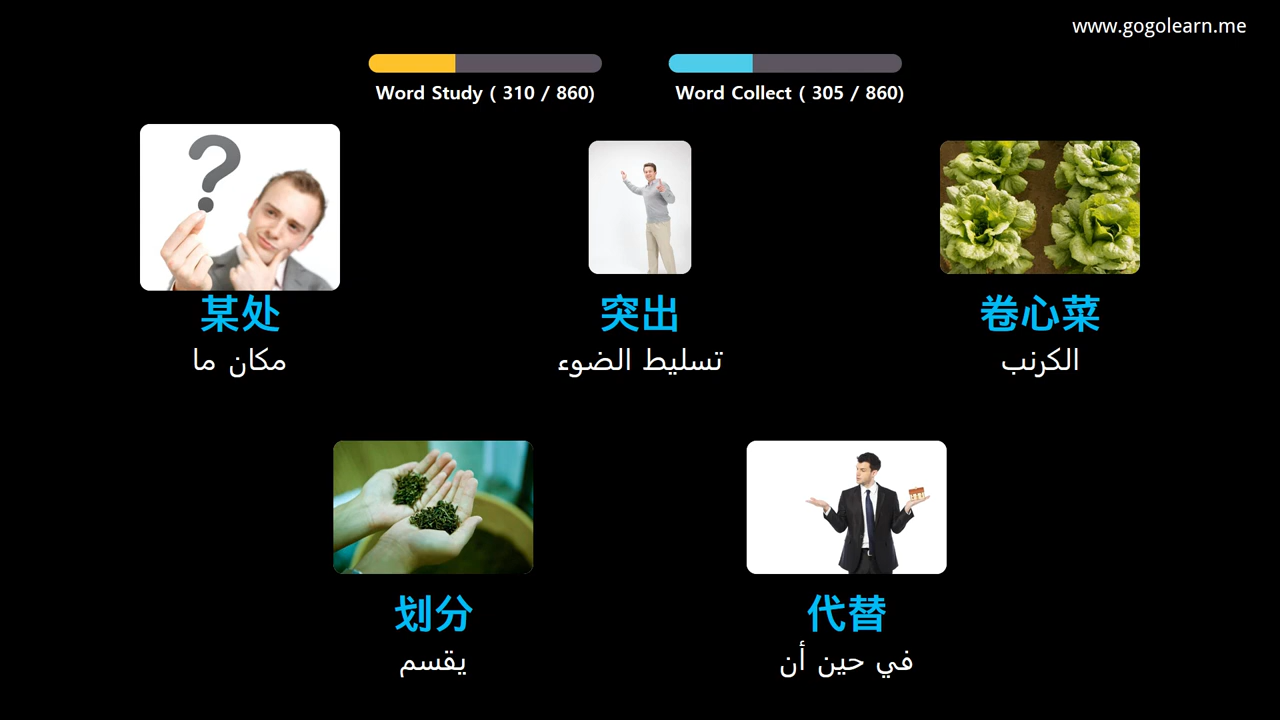 www.gogolearn.me
Word Study ( 310 / 860)
Word Collect ( 305 / 860)
某处
مكان ما
突出
تسليط الضوء
卷心菜
الكرنب
划分
يقسم
代替
في حين أن